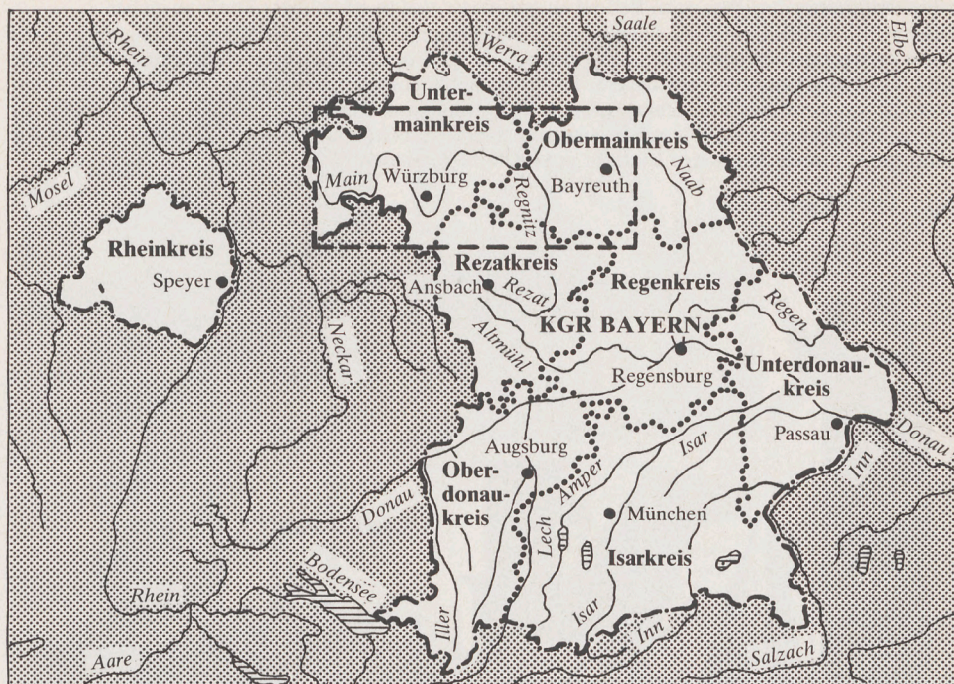 Rhein
Saale
Elbe
Werra
Unter-
mainkreis
Obermainkreis
Mosel
Main
Würzburg
Regnitz
Bayreuth
Naab
Rheinkreis
Speyer
Rezatkreis
Ansbach
Rezat
Regenkreis
Regen
Neckar
Altmühl
KGR BAYERN
Regensburg
Unterdonau-
kreis
Passau
Donau
Inn
Augsburg
Ober-
donau-
kreis
Donau
Lech
Amper
Isar
München
Isarkreis
Bodensee
Rhein
Iller
Isar
Inn
Salzach
Aare